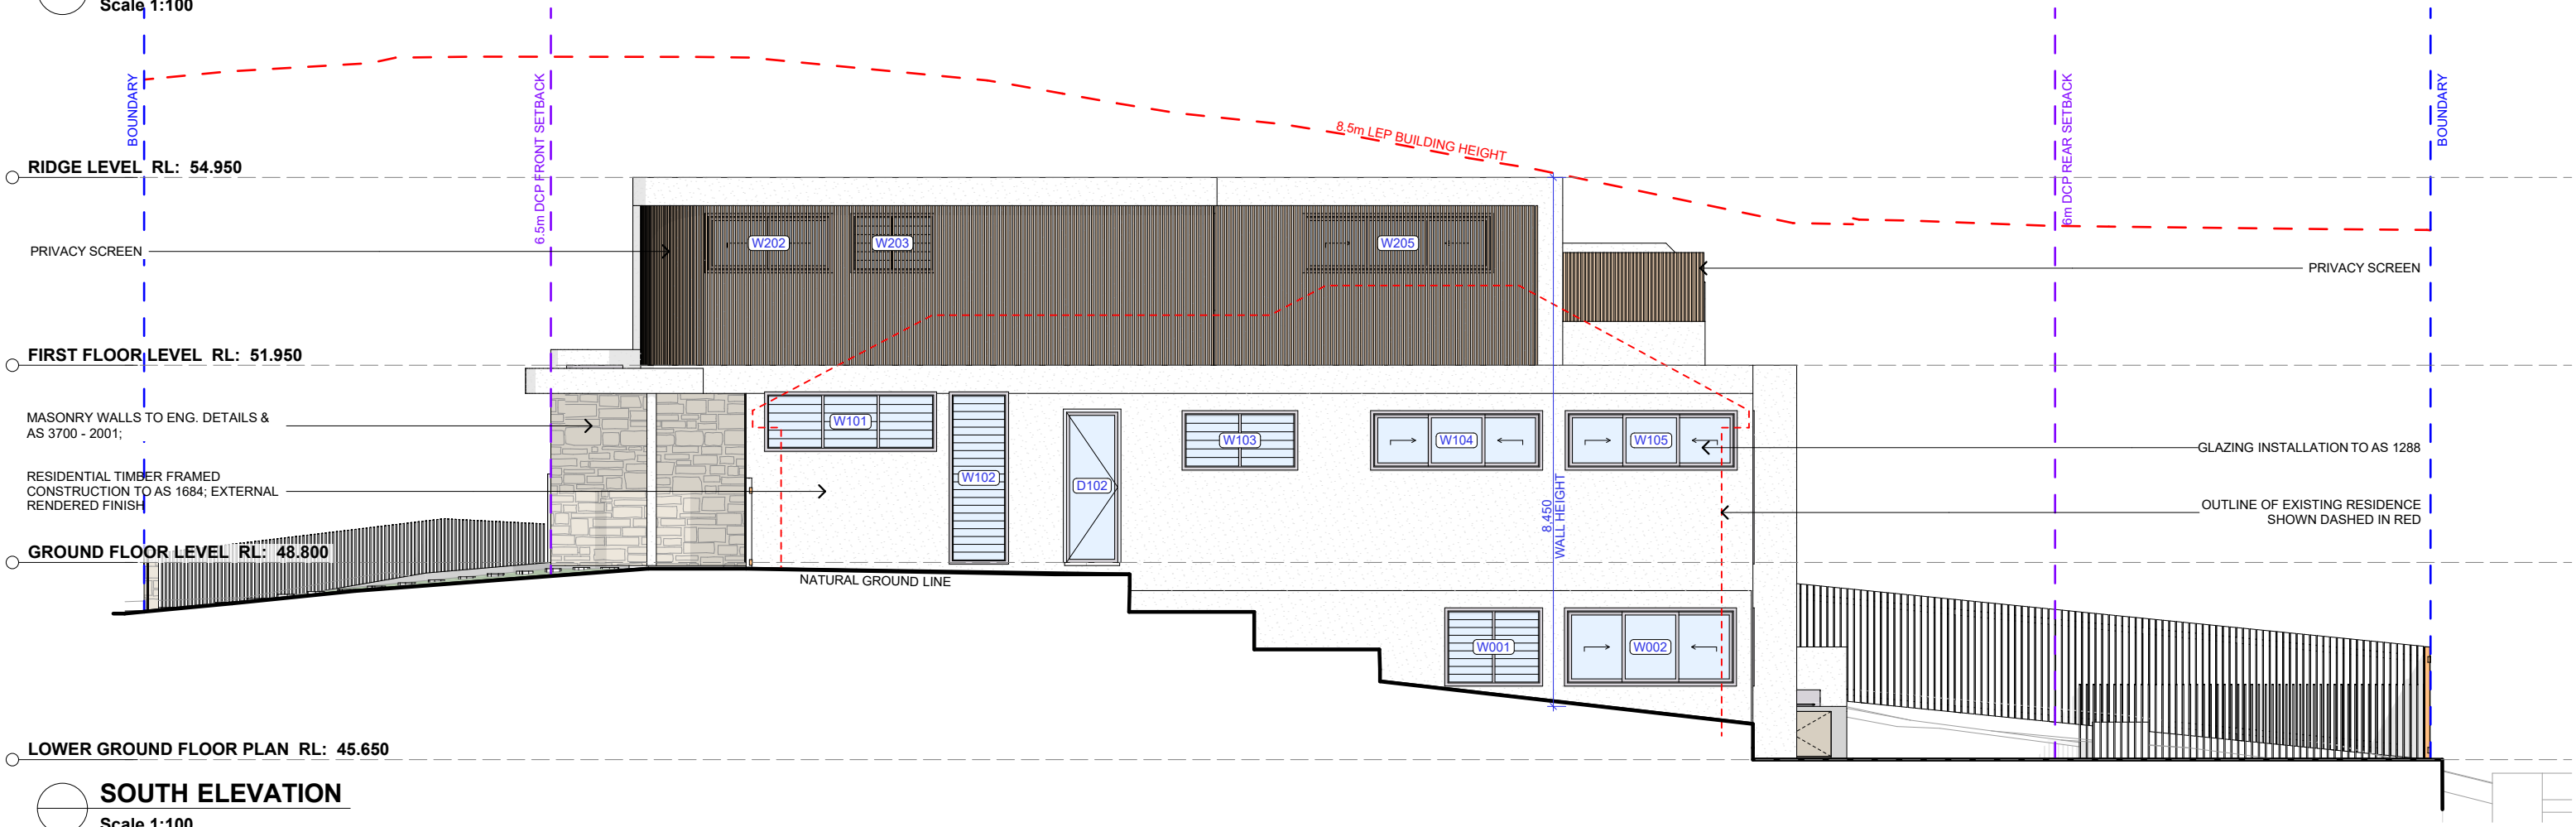 Scale 1:100
BOUNDARY
6.5m DCP FRONT SETBACK
8.5m LEP BUILDING HEIGHT
6m DCP REAR SETBACK
BOUNDARY
RIDGE LEVEL RL: 54.950
PRIVACY SCREEN
W202
W203
W205
PRIVACY SCREEN
FIRST FLOOR LEVEL RL: 51.950
MASONRY WALLS TO ENG. DETAILS &
AS 3700 - 2001;
W101
W102
D102
W103
W104
W105
GLAZING INSTALLATION TO AS 1288
RESIDENTIAL TIMBER FRAMED
CONSTRUCTION TO AS 1684; EXTERNAL
RENDERED FINISH
8,450
WALL HEIGHT
OUTLINE OF EXISTING RESIDENCE
SHOWN DASHED IN RED
GROUND FLOOR LEVEL RL: 48.800
NATURAL GROUND LINE
W001
W002
LOWER GROUND FLOOR PLAN RL: 45.650
SOUTH ELEVATION
Scale 1:100